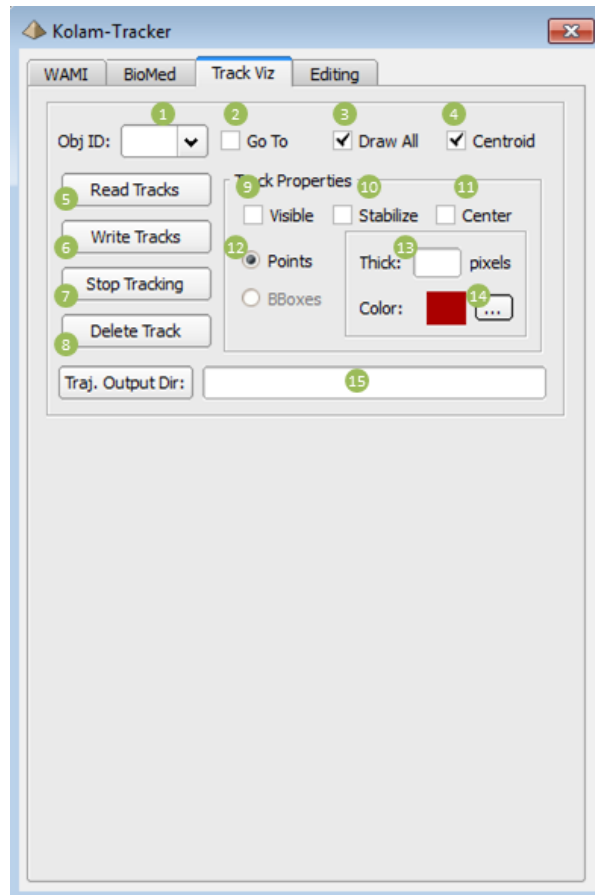 Kolam-Tracker
WAMI BioMed Track Viz Editing
1 2 3 4
Obj ID: Go To Draw All Centroid
5 Read Tracks
6 Write Tracks
7 Stop Tracking
8 Delete Track
Track Properties
9 10 11
Visible Stabilize Center
12 Points
BBoxes
13
Thick: pixels
14
Color: ...
Traj. Output Dir: 15